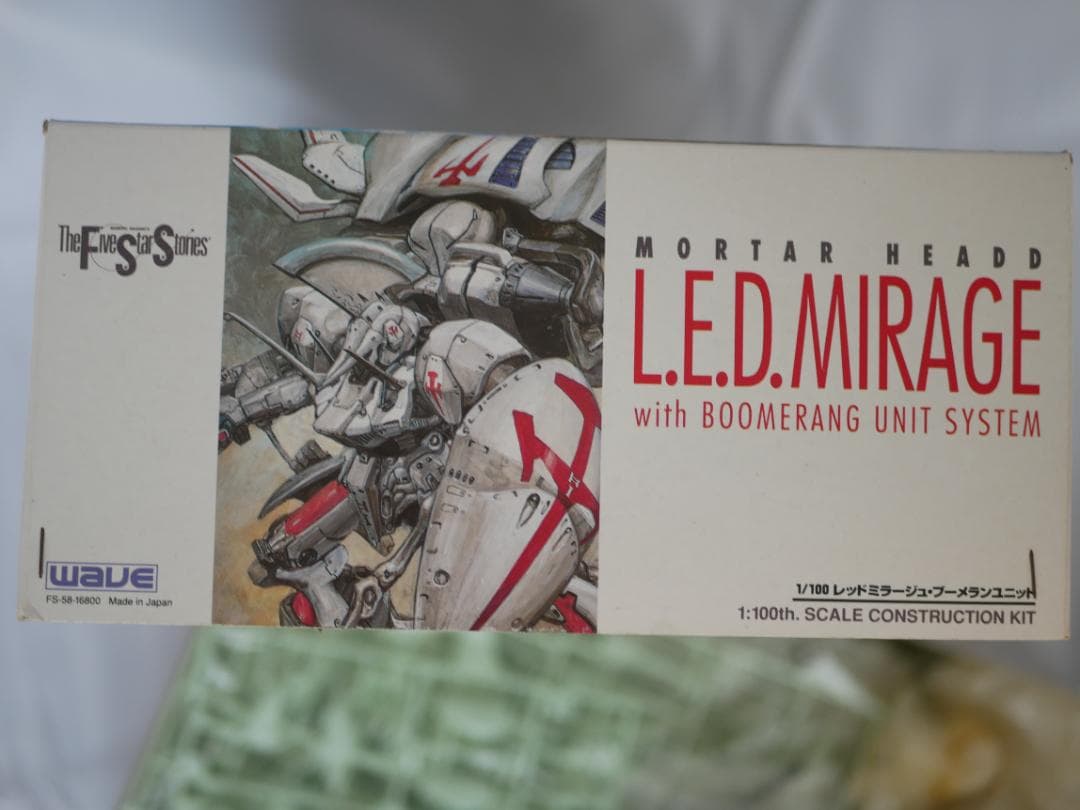 The Five Star Stories
MORTAR HEADD
L.E.D. MIRAGE
with BOOMERANG UNIT SYSTEM
wave
FS-58-16800 Made in Japan
1/100 レッドミラージュ・ブーメランユニット
1:100th. SCALE CONSTRUCTION KIT